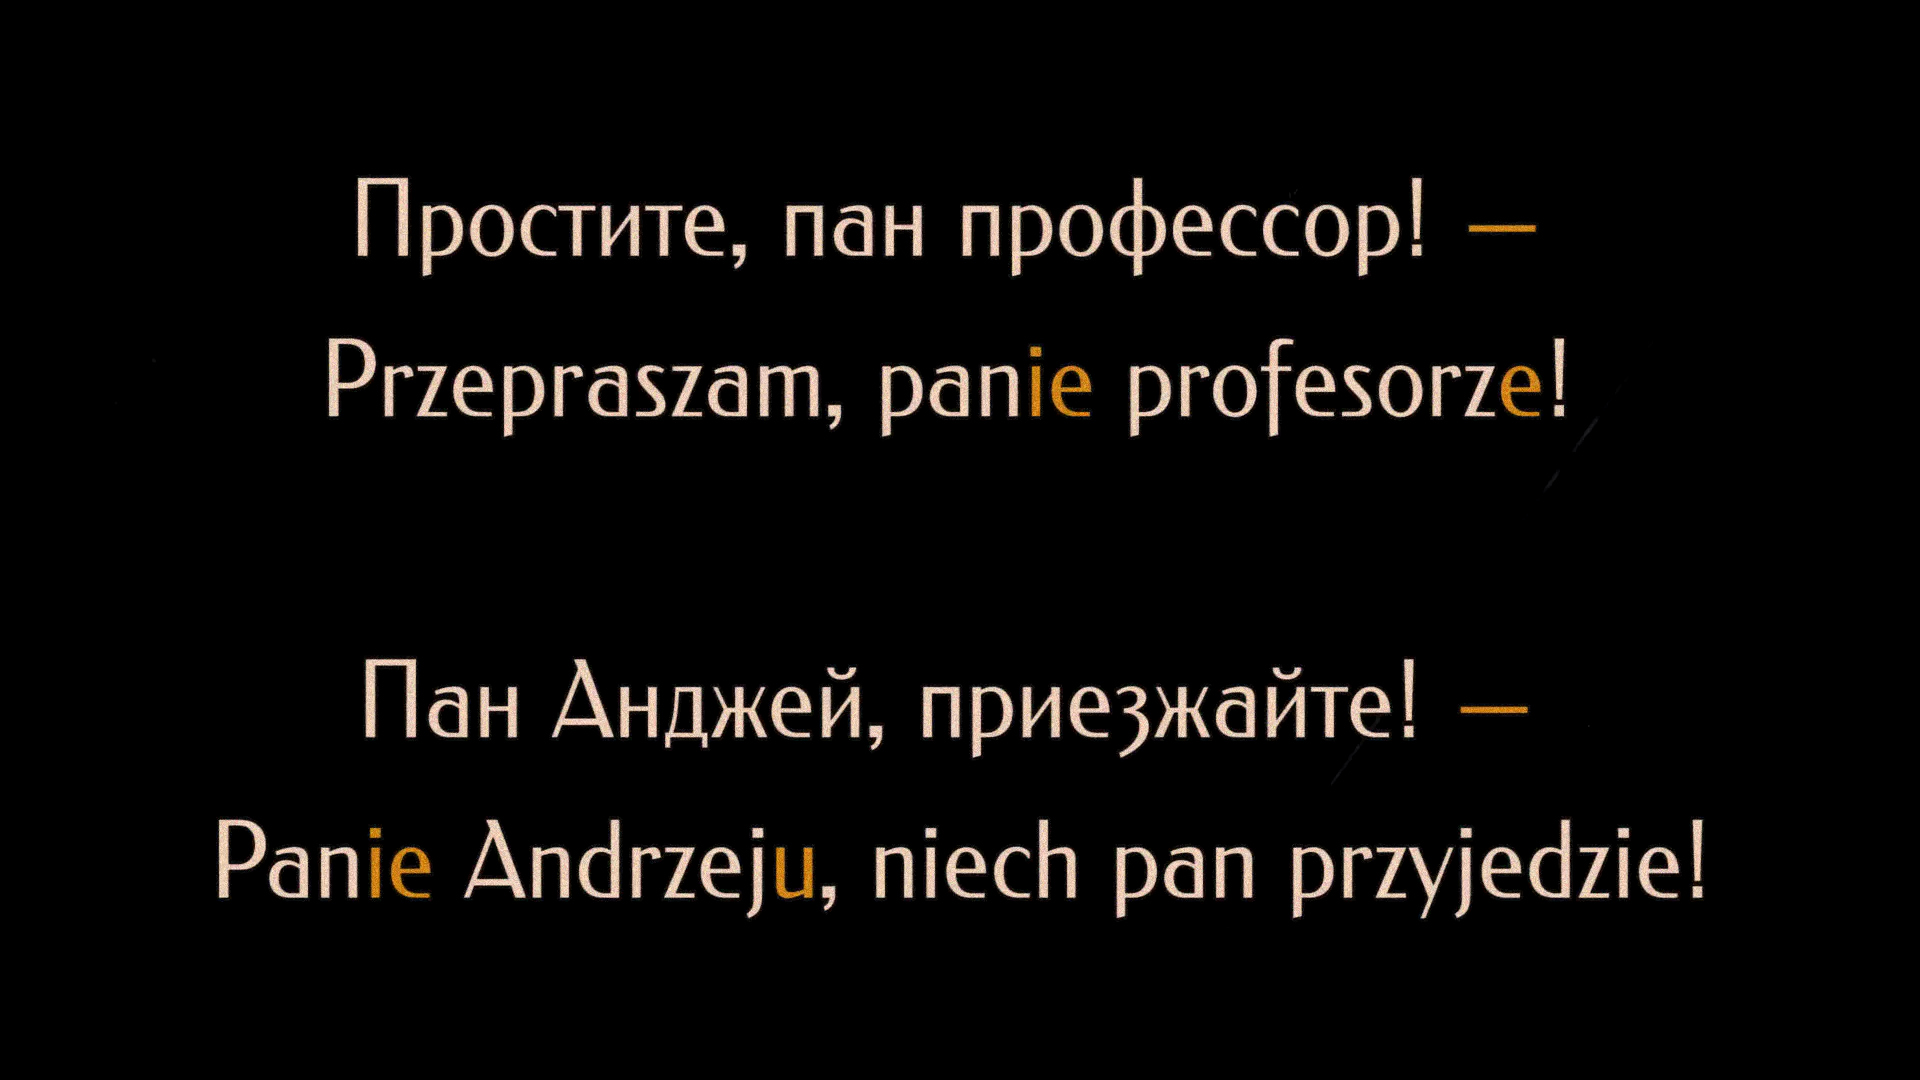 Простите, пан профессор! —
Przepraszam, panie profesorze!
Пан Анджей, приезжайте! —
Panie Andrzeju, niech pan przyjedzie!